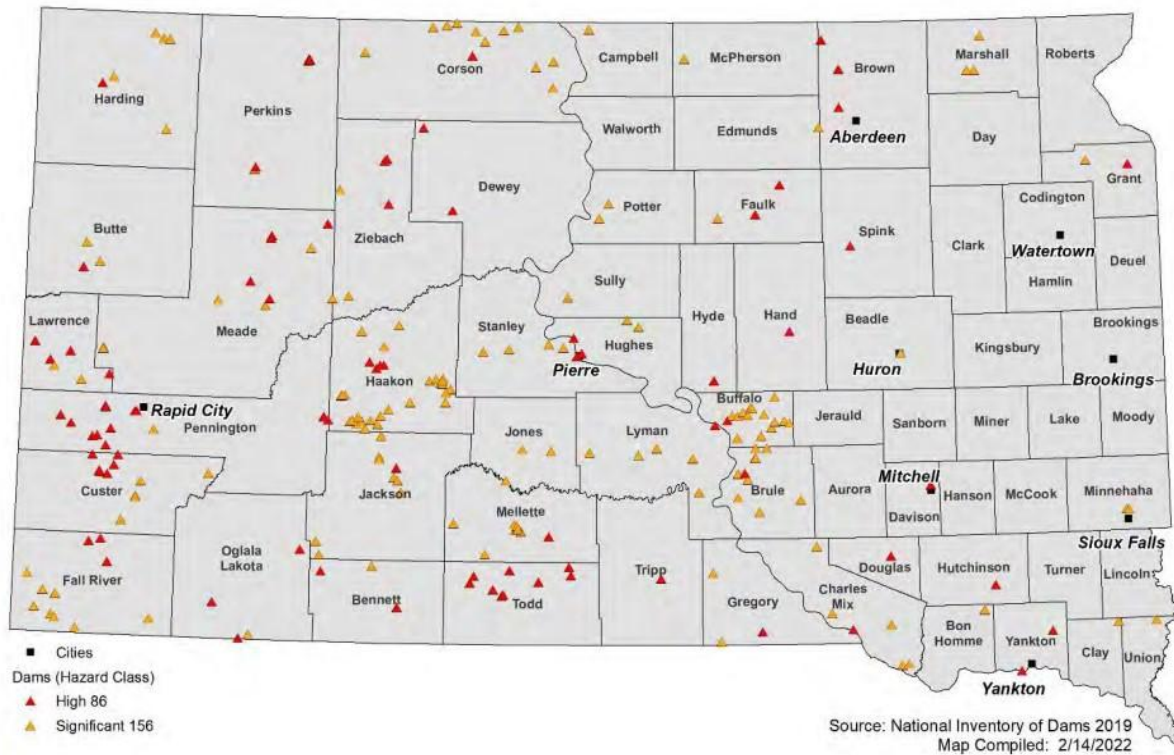 Harding
Perkins
Corson
Campbell
McPherson
Brown
Marshall
Roberts
Walworth
Edmunds
Aberdeen
Day
Dewey
Grant
Butte
Ziebach
Potter
Faulk
Spink
Codington
Clark
Watertown
Deuel
Hamlin
Sully
Lawrence
Meade
Stanley
Hughes
Hyde
Hand
Beadle
Brookings
Kingsbury
Haakon
Pierre
Huron
Brookings
Rapid City
Pennington
Buffalo
Jerauld
Sanborn
Miner
Lake
Moody
Jones
Lyman
Custer
Jackson
Brule
Aurora
Mitchell
Hanson
McCook
Minnehaha
Davison
Mellette
Sioux Falls
Oglala
Lakota
Fall River
Bennett
Todd
Tripp
Gregory
Charles
Mix
Douglas
Hutchinson
Turner
Lincoln
Bon
Homme
Yankton
Clay
Union
Yankton
Cities
Dams (Hazard Class)
High 86
Significant 156
Source: National Inventory of Dams 2019
Map Compiled: 2/14/2022